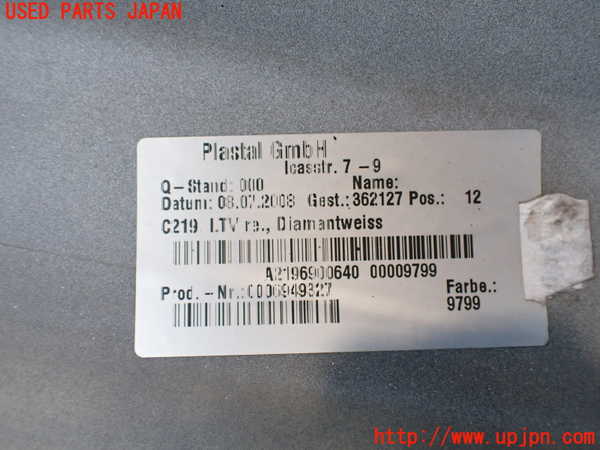 USED PARTS JAPAN
Plastal GmbH
Icasstr. 7-9
Q-Stand: 000 Name:
Datum: 08.07.2008 Gest.: 362127 Pos.: 12
C219 LTV re., Diamantweiss
A2196900640 00009799
Prod.-Nr.: 0006949327 Farbe.:
9799
http://www.upjpn.com/